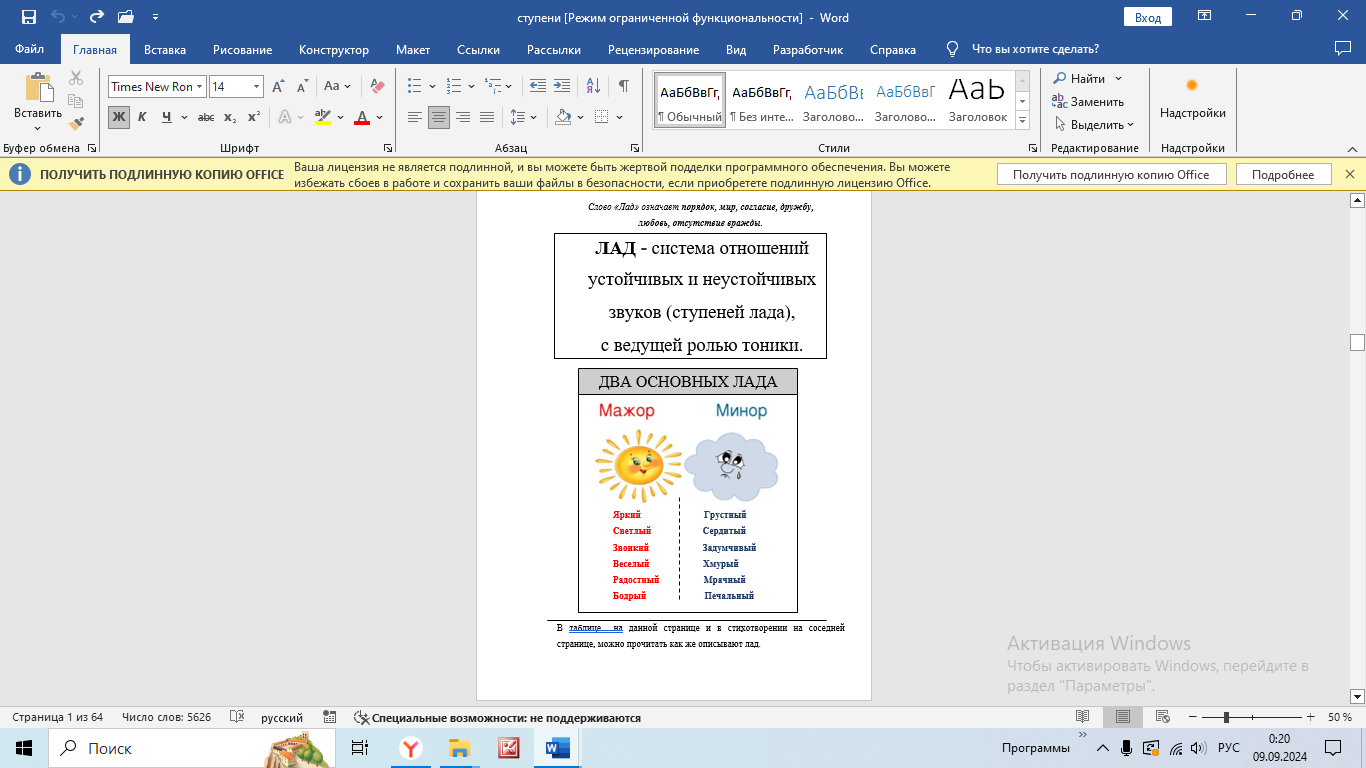 ступени [Режим ограниченной функциональности] - Word
Вход
Файл Главная Вставка Рисование Конструктор Макет Ссылки Рассылки Рецензирование Вид Разработчик Справка Что вы хотите сделать?
Вставить
Буфер обмена
Times New Ron 14
Aa
Ж К Ч abc x₂ x²
Шрифт
Абзац
АаБбВвГг, АаБбВвГг, АаБбВв АаБбВвГ АаЬ
¶ Обычный ¶ Без инте... Заголово... Заголово... Заголовок
Стили
Найти
Заменить
Выделить
Редактирование
Надстройки
Надстройки
ПОЛУЧИТЬ ПОДЛИННУЮ КОПИЮ OFFICE
Ваша лицензия не является подлинной, и вы можете быть жертвой подделки программного обеспечения. Вы можете
избежать сбоев в работе и сохранить ваши файлы в безопасности, если приобретете подлинную лицензию Office.
Получить подлинную копию Office
Подробнее
Слово «Лад» означает порядок, мир, согласие, дружбу,
любовь, отсутствие вражды.
ЛАД - система отношений
устойчивых и неустойчивых
звуков (ступеней лада),
с ведущей ролью тоники.
ДВА ОСНОВНЫХ ЛАДА
Мажор Минор
Яркий Грустный
Светлый Сердитый
Звонкий Задумчивый
Веселый Хмурый
Радостный Мрачный
Бодрый Печальный
В таблице на данной странице и в стихотворении на соседней
странице, можно прочитать как же описывают лад.
Активация Windows
Чтобы активировать Windows, перейдите в
раздел "Параметры".
Страница 1 из 64 Число слов: 5626 русский Специальные возможности: не поддерживаются 50 %
Поиск
Программы
РУС
0:20
09.09.2024